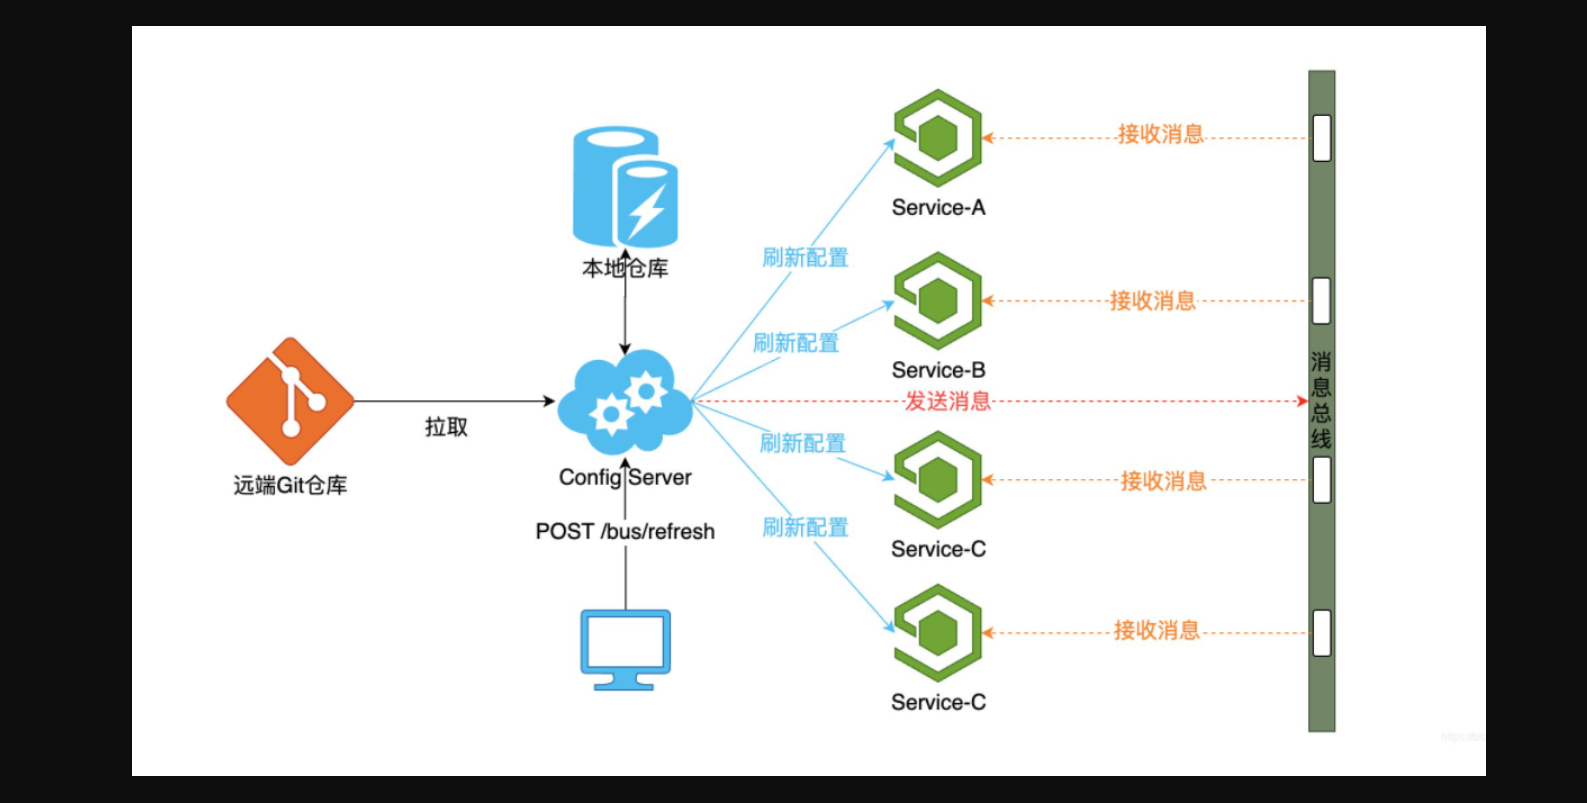 接收消息
Service-A
刷新配置
本地仓库
接收消息
刷新配置
Service-B
消息总线
发送消息
拉取
刷新配置
Config Server
远端Git仓库
接收消息
POST /bus/refresh
刷新配置
Service-C
接收消息
Service-C